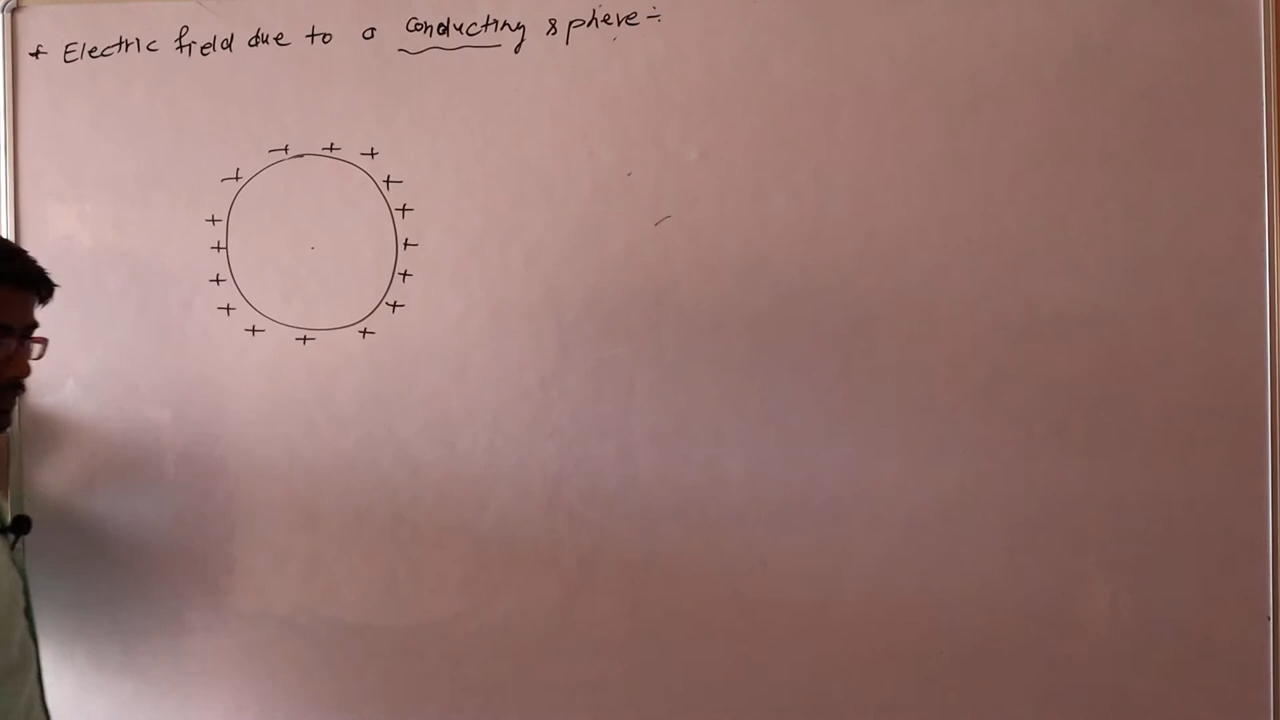 * Electric field due to a conducting sphere ÷
+ + + + + + + + + + + + + + + + + + +